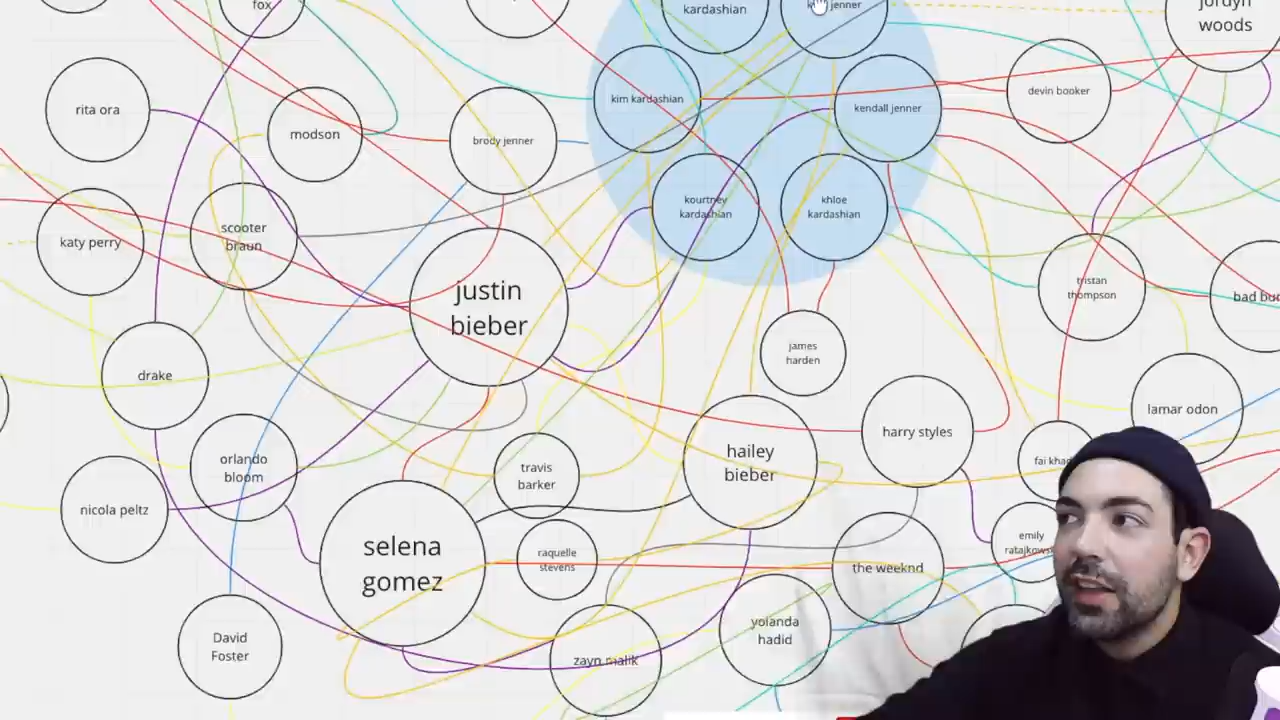 fox
kardashian
jenner
jordyn
woods
rita ora
modson
brody jenner
kim kardashian
kendall jenner
devin booker
katy perry
scooter
braun
kourtney
kardashian
khloe
kardashian
justin
bieber
tristan
thompson
bad
drake
james
harden
lamar odon
orlando
bloom
nicola peltz
travis
barker
hailey
bieber
harry styles
fai
selena
gomez
raquelle
stevens
the weeknd
emily
David
Foster
zayn malik
yolanda
hadid